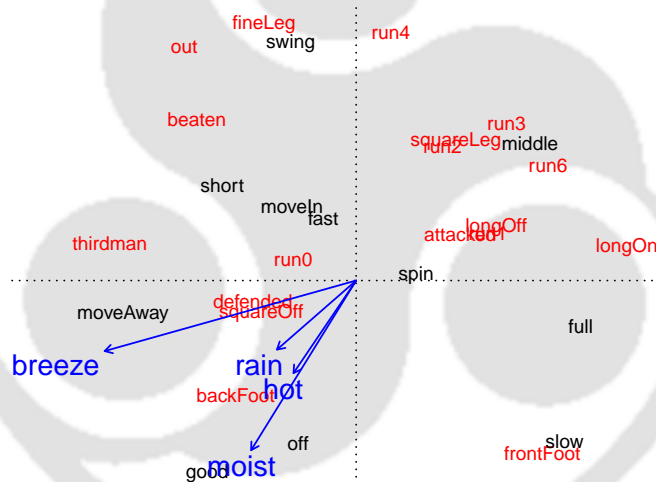 fineLeg
run4
swing
out
beaten
run3
squareLeg
run2
middle
run6
short
moveIn
fast
longOff
attacked
longOn
thirdman
run0
spin
defended
squareOff
moveAway
full
breeze
rain
hot
backFoot
off
slow
frontFoot
good
moist